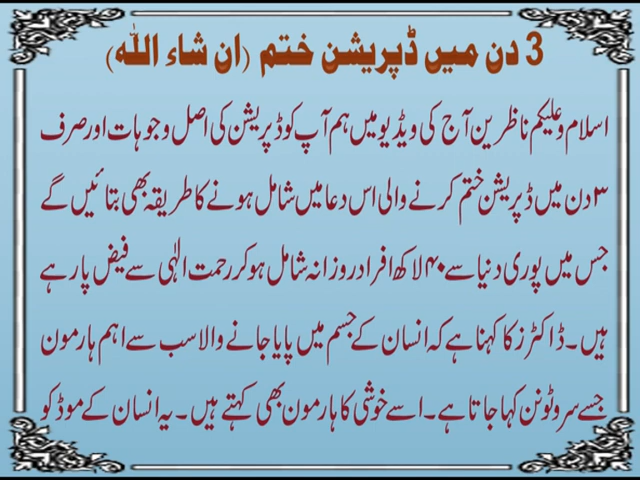 3 دن میں ڈپریشن ختم (ان شاء اللہ)
اسلام و علیکم ناظرین آج کی ویڈیو میں ہم آپ کو ڈپریشن کی اصل وجوہات اور صرف
۳ دن میں ڈپریشن ختم کرنے والی اس دعا میں شامل ہونے کا طریقہ بھی بتائیں گے
جس میں پوری دنیا سے ۴۰ لاکھ افراد روزانہ شامل ہو کر رحمت الٰہی سے فیض پا رہے
ہیں۔ ڈاکٹرز کا کہنا ہے کہ انسان کے جسم میں پایا جانے والا سب سے اہم ہارمون
جسے سروٹونن کہا جاتا ہے۔ اسے خوشی کا ہارمون بھی کہتے ہیں۔ یہ انسان کے موڈ کو